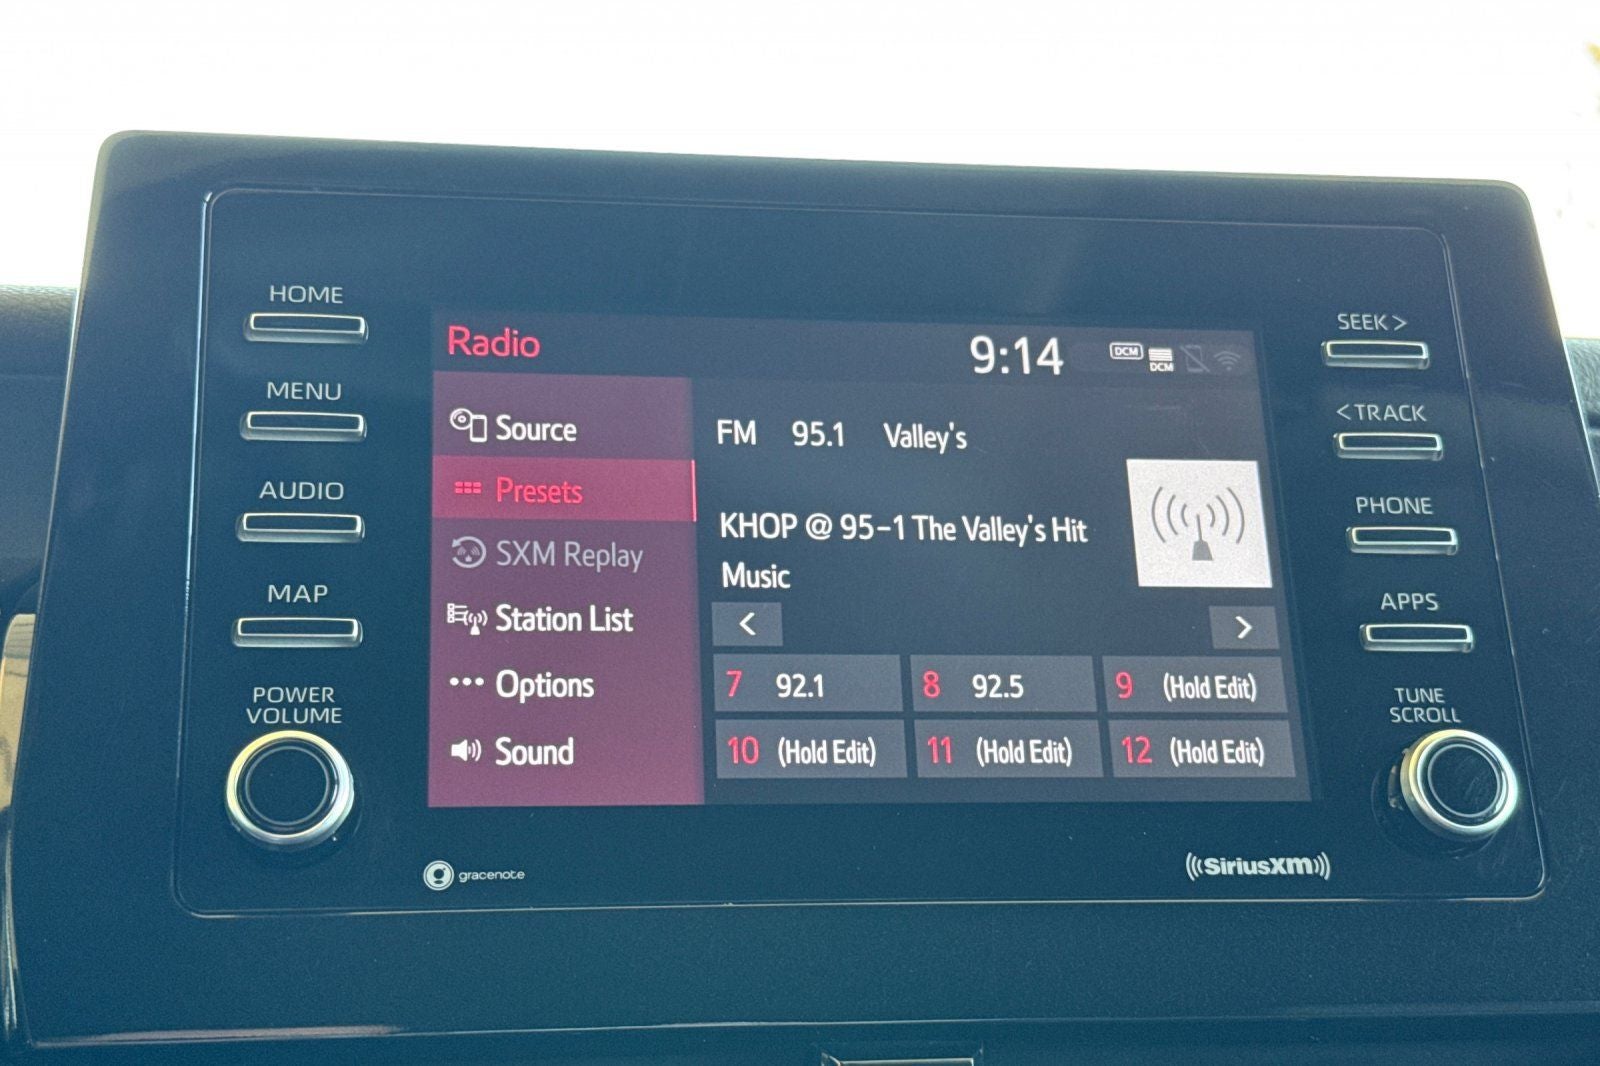 HOME
MENU
AUDIO
MAP
POWER
VOLUME
Radio
9:14
DCM
DCM
Source
Presets
SXM Replay
Station List
Options
Sound
FM 95.1 Valley's
KHOP @ 95-1 The Valley's Hit
Music
< >
7 92.1 8 92.5 9 (Hold Edit)
10 (Hold Edit) 11 (Hold Edit) 12 (Hold Edit)
SEEK >
< TRACK
PHONE
APPS
TUNE
SCROLL
gracenote
SiriusXM